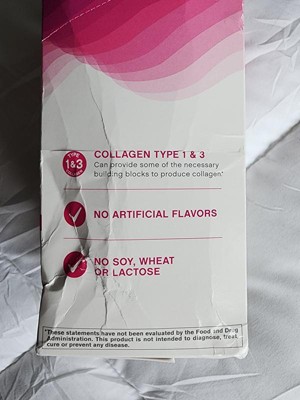 TYPE
1&3
COLLAGEN TYPE 1 & 3
Can provide some of the necessary
building blocks to produce collagen*
NO ARTIFICIAL FLAVORS
NO SOY, WHEAT
OR LACTOSE
*These statements have not been evaluated by the Food and Drug
Administration. This product is not intended to diagnose, treat,
cure or prevent any disease.